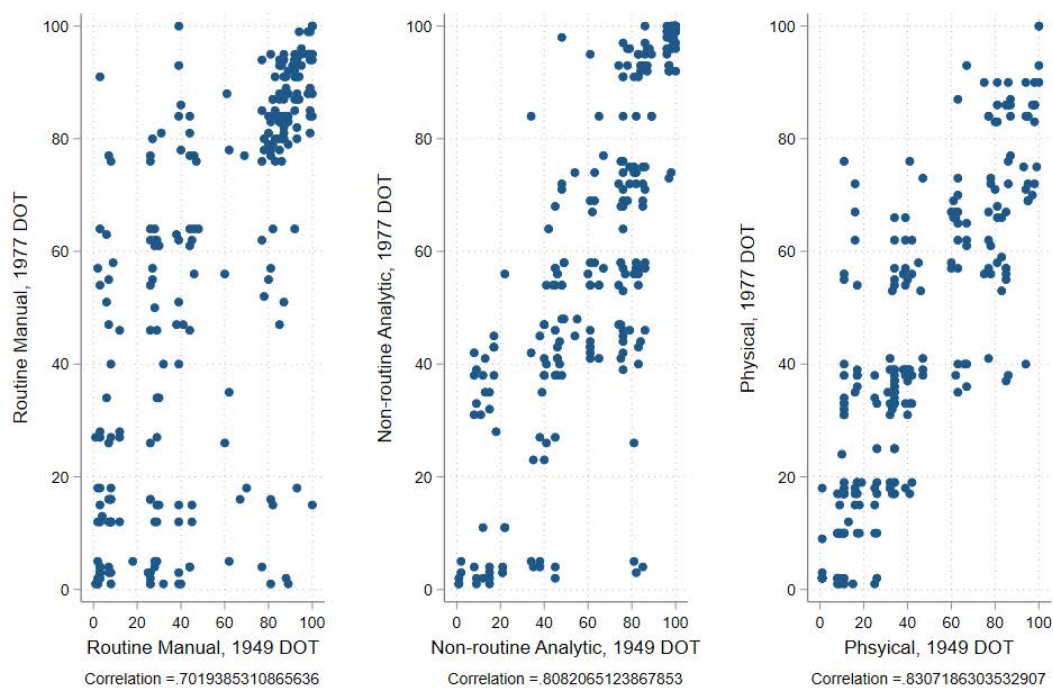 Routine Manual, 1977 DOT
100
80
60
40
20
0
0 20 40 60 80 100
Routine Manual, 1949 DOT
Correlation =.7019385310865636
Non-routine Analytic, 1977 DOT
100
80
60
40
20
0
0 20 40 60 80 100
Non-routine Analytic, 1949 DOT
Correlation =.8082065123867853
Physical, 1977 DOT
100
80
60
40
20
0
0 20 40 60 80 100
Phsyical, 1949 DOT
Correlation =.8307186303532907